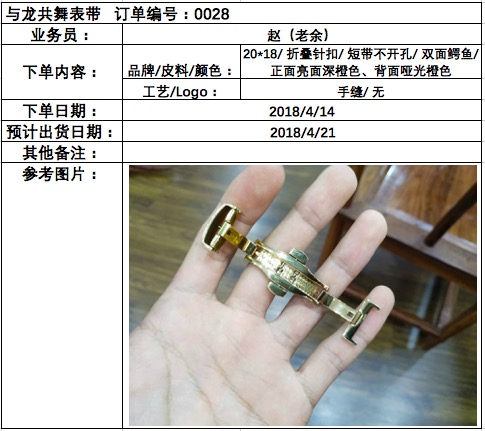 与龙共舞表带 订单编号：0028
业务员： 赵（老余）
下单内容： 品牌/皮料/颜色： 20*18/ 折叠针扣/ 短带不开孔/ 双面鳄鱼/
正面亮面深橙色、背面哑光橙色
工艺/Logo： 手缝/ 无
下单日期： 2018/4/14
预计出货日期： 2018/4/21
其他备注：
参考图片：